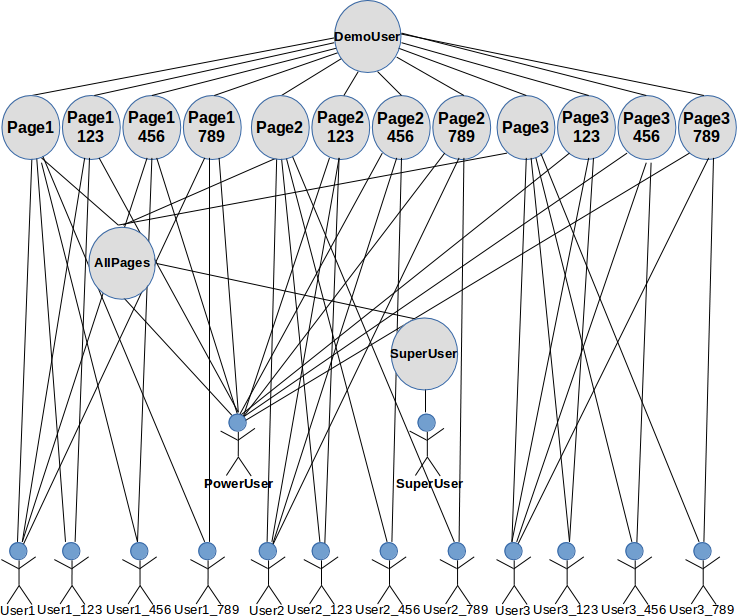 DemoUser
Page1
Page1
123
Page1
456
Page1
789
Page2
Page2
123
Page2
456
Page2
789
Page3
Page3
123
Page3
456
Page3
789
AllPages
SuperUser
PowerUser
SuperUser
User1
User1_123
User1_456
User1_789
User2
User2_123
User2_456
User2_789
User3
User3_123
User3_456
User3_789